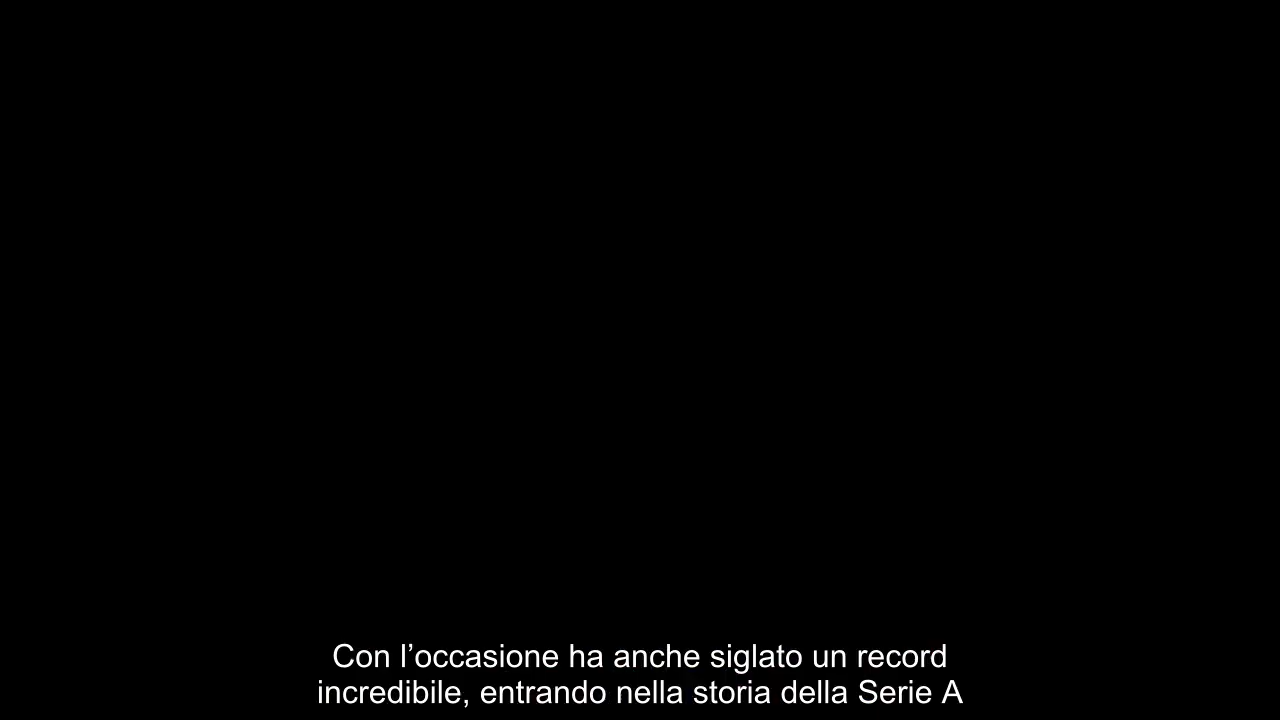 Con l’occasione ha anche siglato un record
incredibile, entrando nella storia della Serie A